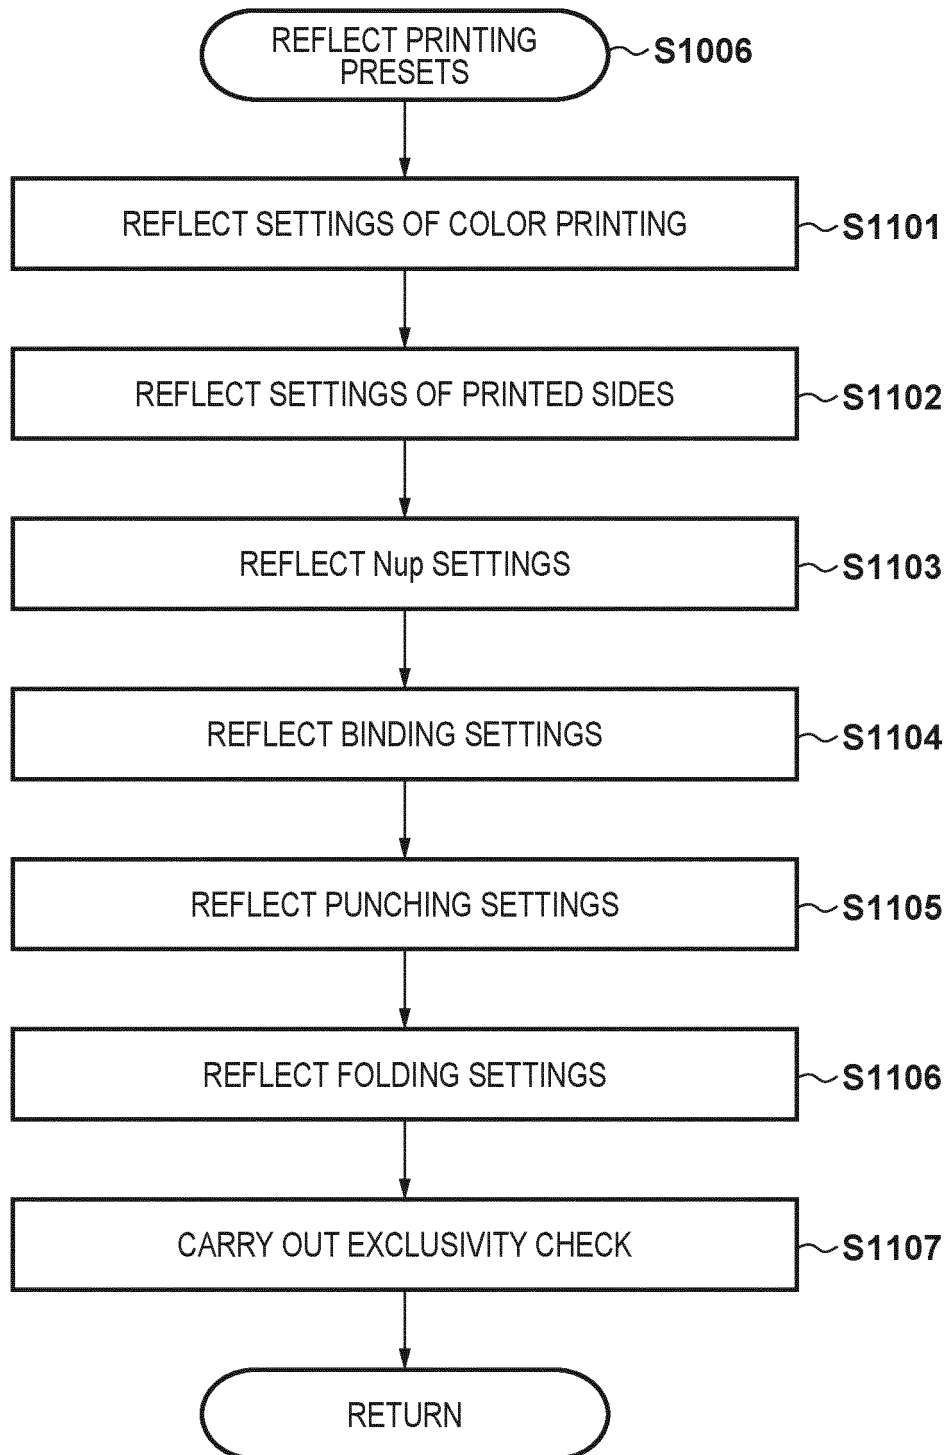 REFLECT PRINTING
PRESETS
S1006
REFLECT SETTINGS OF COLOR PRINTING
S1101
REFLECT SETTINGS OF PRINTED SIDES
S1102
REFLECT Nup SETTINGS
S1103
REFLECT BINDING SETTINGS
S1104
REFLECT PUNCHING SETTINGS
S1105
REFLECT FOLDING SETTINGS
S1106
CARRY OUT EXCLUSIVITY CHECK
S1107
RETURN